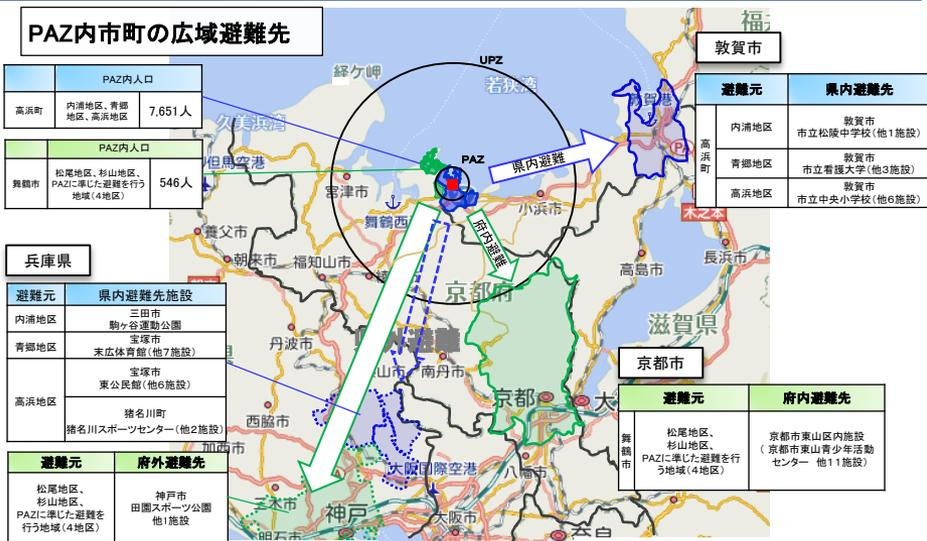 PAZ内市町の広域避難先
PAZ内人口
高浜町
内浦地区、青郷
地区、高浜地区
7,651人
PAZ内人口
舞鶴市
松尾地区、杉山地区、
PAZに準じた避難を行う
地域(4地区)
546人
兵庫県
避難元
県内避難先施設
内浦地区
三田市
駒ヶ谷運動公園
青郷地区
宝塚市
末広体育館(他7施設)
高浜地区
宝塚市
東公民館(他6施設)
猪名川町
猪名川スポーツセンター(他2施設)
避難元
府外避難先
松尾地区、
杉山地区、
PAZに準じた避難を
行う地域(4地区)
神戸市
田園スポーツ公園
他1施設
敦賀市
避難元
県内避難先
高浜町
内浦地区
敦賀市
市立松陵中学校(他1施設)
青郷地区
敦賀市
市立看護大学(他3施設)
高浜地区
敦賀市
市立中央小学校(他6施設)
京都市
避難元
府内避難先
舞鶴市
松尾地区、
杉山地区、
PAZに準じた避難を行
う地域(4地区)
京都市東山区内施設
(京都市東山青少年活動
センター 他11施設)
UPZ
PAZ
県内避難
府内避難
経ケ岬
若狭湾
久美浜湾
但馬空港
宮津市
舞鶴西
小浜市
養父市
朝来市
福知山市
京都府
高島市
長浜市
木之本
滋賀県
丹波市
南丹市
西脇市
加西市
京都
大阪国際空港
八幡市
三木市
神戸
明石市
大阪市
奈良
福井